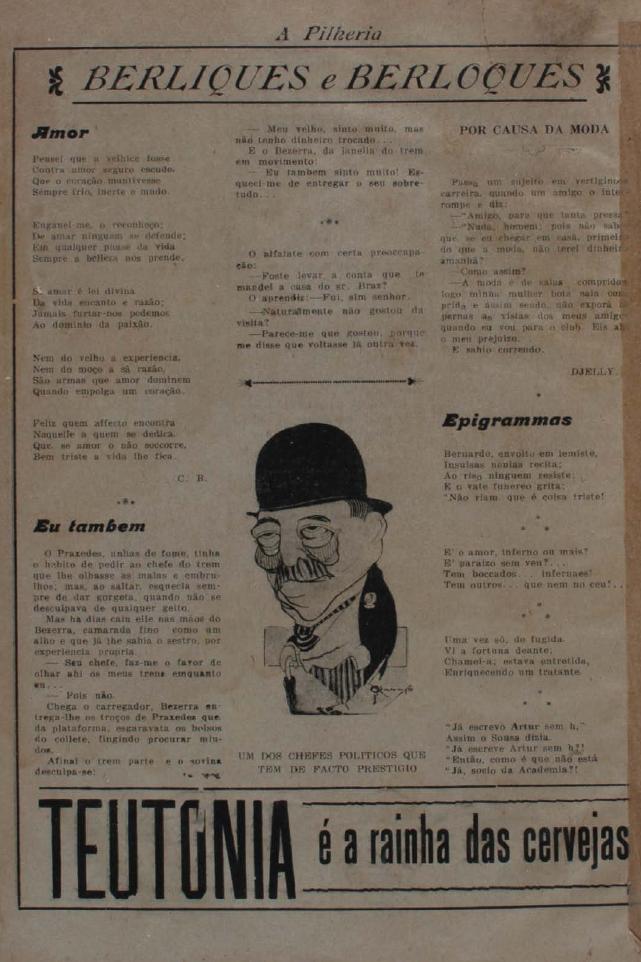 A Pilheria
BERLIQUES e BERLOQUES
Amor
Pensei que a velhice fosse
Contra amor seguro escudo,
Que o coração mantivesse
Sempre frio, inerte e mudo.
Enganei-me, o reconheço;
De amar ninguem se defende;
Em qualquer phase da vida
Sempre a belleza nos prende.
Se amar é lei divina
Da vida encanto e razão;
Jamais furtar-nos podemos
Ao dominio da paixão.
Nem do velho a experiencia,
Nem do moço a sã razão,
São armas que amor dominem
Quando empolga um coração.
Feliz quem affecto encontra
Naquelle a quem se dedica.
Que, se amor o não soccorre,
Bem triste a vida lhe fica.
C. B.
Eu tambem
O Praxedes, unhas de fome, tinha
o habito de pedir ao chefe do trem
que lhe olhasse as malas e embru-
lhos; mas, ao saltar, esquecia sem-
pre de dar gorgeta, quando não se
desculpava de qualquer geito.
Mas ha dias caiu elle nas mãos do
Bezerra, camarada fino como um
alho e que já lhe sabia o sestro, por
experiencia propria.
— Seu chefe, faz-me o favor de
olhar ahi os meus trens emquanto
eu...
— Pois não.
Chega o carregador, Bezerra en-
trega-lhe os troços de Praxedes que,
da plataforma, esgaravata os bolsos
do collete, fingindo procurar miu-
dos.
Afinal o trem parte e o sovina
desculpa-se:
— Meu velho, sinto muito, mas
não tenho dinheiro trocado...
E o Bezerra, da janella do trem
em movimento:
— Eu tambem sinto muito! Es-
queci-me de entregar o seu sobre-
tudo...
O alfaiate com certa preoccupa-
ção:
—Foste levar a conta que te
mandei a casa do sr. Braz?
O aprendiz:—Fui, sim senhor.
—Naturalmente não gostou da
visita?
—Parece-me que gostou, porque
me disse que voltasse lá outra vez.
UM DOS CHEFES POLITICOS QUE
TEM DE FACTO PRESTIGIO
POR CAUSA DA MODA
Passa um sujeito em vertiginos
carreira, quando um amigo o inte
rompe e diz:
—"Amigo, para que tanta pressa
—"Nada, homem; pois não sabe
que, se eu chegar em casa, primeiro
do que a moda, não terei dinheiro
amanhã?
—Como assim?
—A moda é de saias compridas
logo minha mulher bota saia com
prida e assim sendo, não exporá
pernas ás vistas dos meus amigos
quando eu vou para o club. Eis ah
o meu prejuizo.
E sahio correndo.
DJELLY.
Epigrammas
Bernardo, envolto em lemiste,
Insulsas nenias recita;
Ao riso ninguem resiste;
E o vate funereo grita:
"Não riam, que é coisa triste!
E' o amor, inferno ou mais?
E' paraizo sem veu?...
Tem boccados... infernaes!
Tem outros... que nem no ceu!..
Uma vez só, de fugida.
Vi a fortuna deante;
Chamei-a; estava entretida,
Enriquecendo um tratante.
"Já escrevo Artur sem h,"
Assim o Sousa dizia.
"Já escreve Artur sem h?!
"Então, como é que não está
"Já, socio da Academia?!
TEUTONIA é a rainha das cervejas